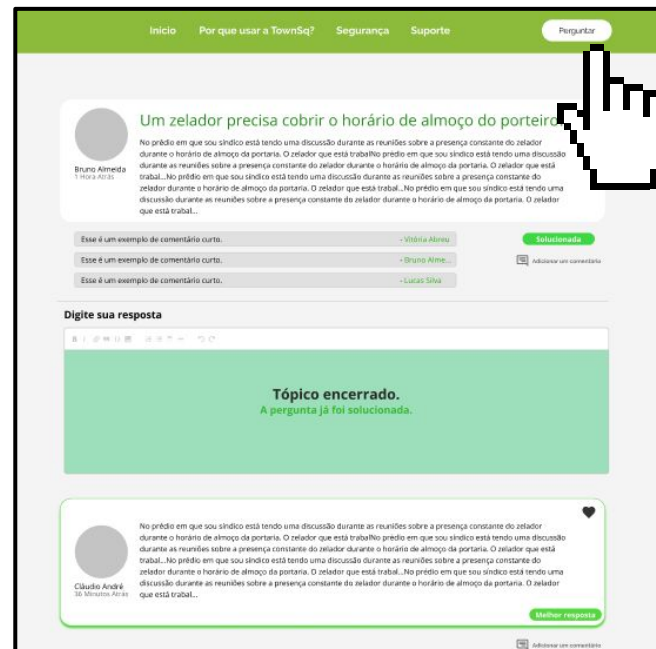 Inicio Por que usar a TownSq? Segurança Suporte Perguntar
Um zelador precisa cobrir o horário de almoço do porteiro
No prédio em que sou síndico está tendo uma discussão durante as reuniões sobre a presença constante do zelador
durante o horário de almoço da portaria. O zelador que está trabalNo prédio em que sou síndico está tendo uma discussão
durante as reuniões sobre a presença constante do zelador durante o horário de almoço da portaria. O zelador que está
trabal...No prédio em que sou síndico está tendo uma discussão durante as reuniões sobre a presença constante do
zelador durante o horário de almoço da portaria. O zelador que está trabal...No prédio em que sou síndico está tendo uma
discussão durante as reuniões sobre a presença constante do zelador durante o horário de almoço da portaria. O zelador
que está trabal...
Bruno Almeida
1 Hora Atrás
Esse é um exemplo de comentário curto. - Vitória Abreu
Solucionada
Esse é um exemplo de comentário curto. - Bruno Alme...
Adicionar um comentário
Esse é um exemplo de comentário curto. - Lucas Silva
Digite sua resposta
Tópico encerrado.
A pergunta já foi solucionada.
No prédio em que sou síndico está tendo uma discussão durante as reuniões sobre a presença constante do zelador
durante o horário de almoço da portaria. O zelador que está trabalNo prédio em que sou síndico está tendo uma discussão
durante as reuniões sobre a presença constante do zelador durante o horário de almoço da portaria. O zelador que está
trabal...No prédio em que sou síndico está tendo uma discussão durante as reuniões sobre a presença constante do
zelador durante o horário de almoço da portaria. O zelador que está trabal...No prédio em que sou síndico está tendo uma
discussão durante as reuniões sobre a presença constante do zelador durante o horário de almoço da portaria. O zelador
que está trabal...
Cláudio André
36 Minutos Atrás
Melhor resposta
Adicionar um comentário